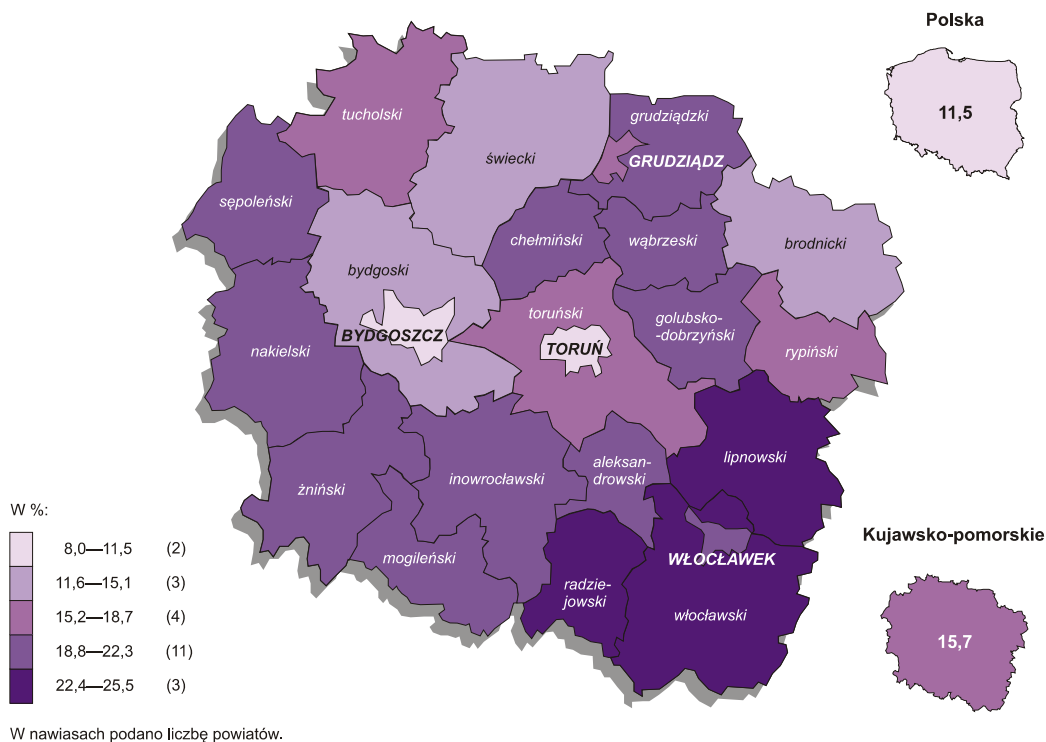 Polska
11,5
tucholski
grudziądzki
świecki
GRUDZIĄDZ
sępoleński
chełmiński
wąbrzeski
brodnicki
bydgoski
toruński
golubsko-
-dobrzyński
BYDGOSZCZ
TORUŃ
nakielski
rypiński
lipnowski
aleksan-
drowski
inowrocławski
żniński
mogileński
WŁOCŁAWEK
radzie-
jowski
włocławski
W %:
8,0—11,5 (2)
11,6—15,1 (3)
15,2—18,7 (4)
18,8—22,3 (11)
22,4—25,5 (3)
W nawiasach podano liczbę powiatów.
Kujawsko-pomorskie
15,7